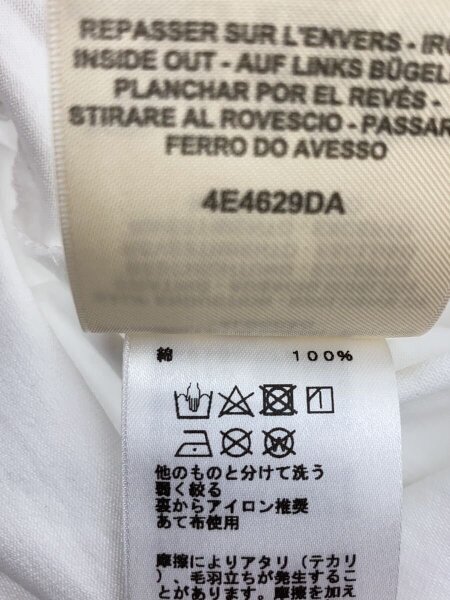 REPASSER SUR L'ENVERS - IRO
INSIDE OUT - AUF LINKS BÜGEL
PLANCHAR POR EL REVÉS -
STIRARE AL ROVESCIO - PASSAR
FERRO DO AVESSO
4E4629DA
綿 100%
W
他のものと分けて洗う
弱く絞る
裏からアイロン推奨
あて布使用
摩擦によりアタリ（テカリ
）、毛羽立ちが発生するこ
とがあります。摩擦を加え